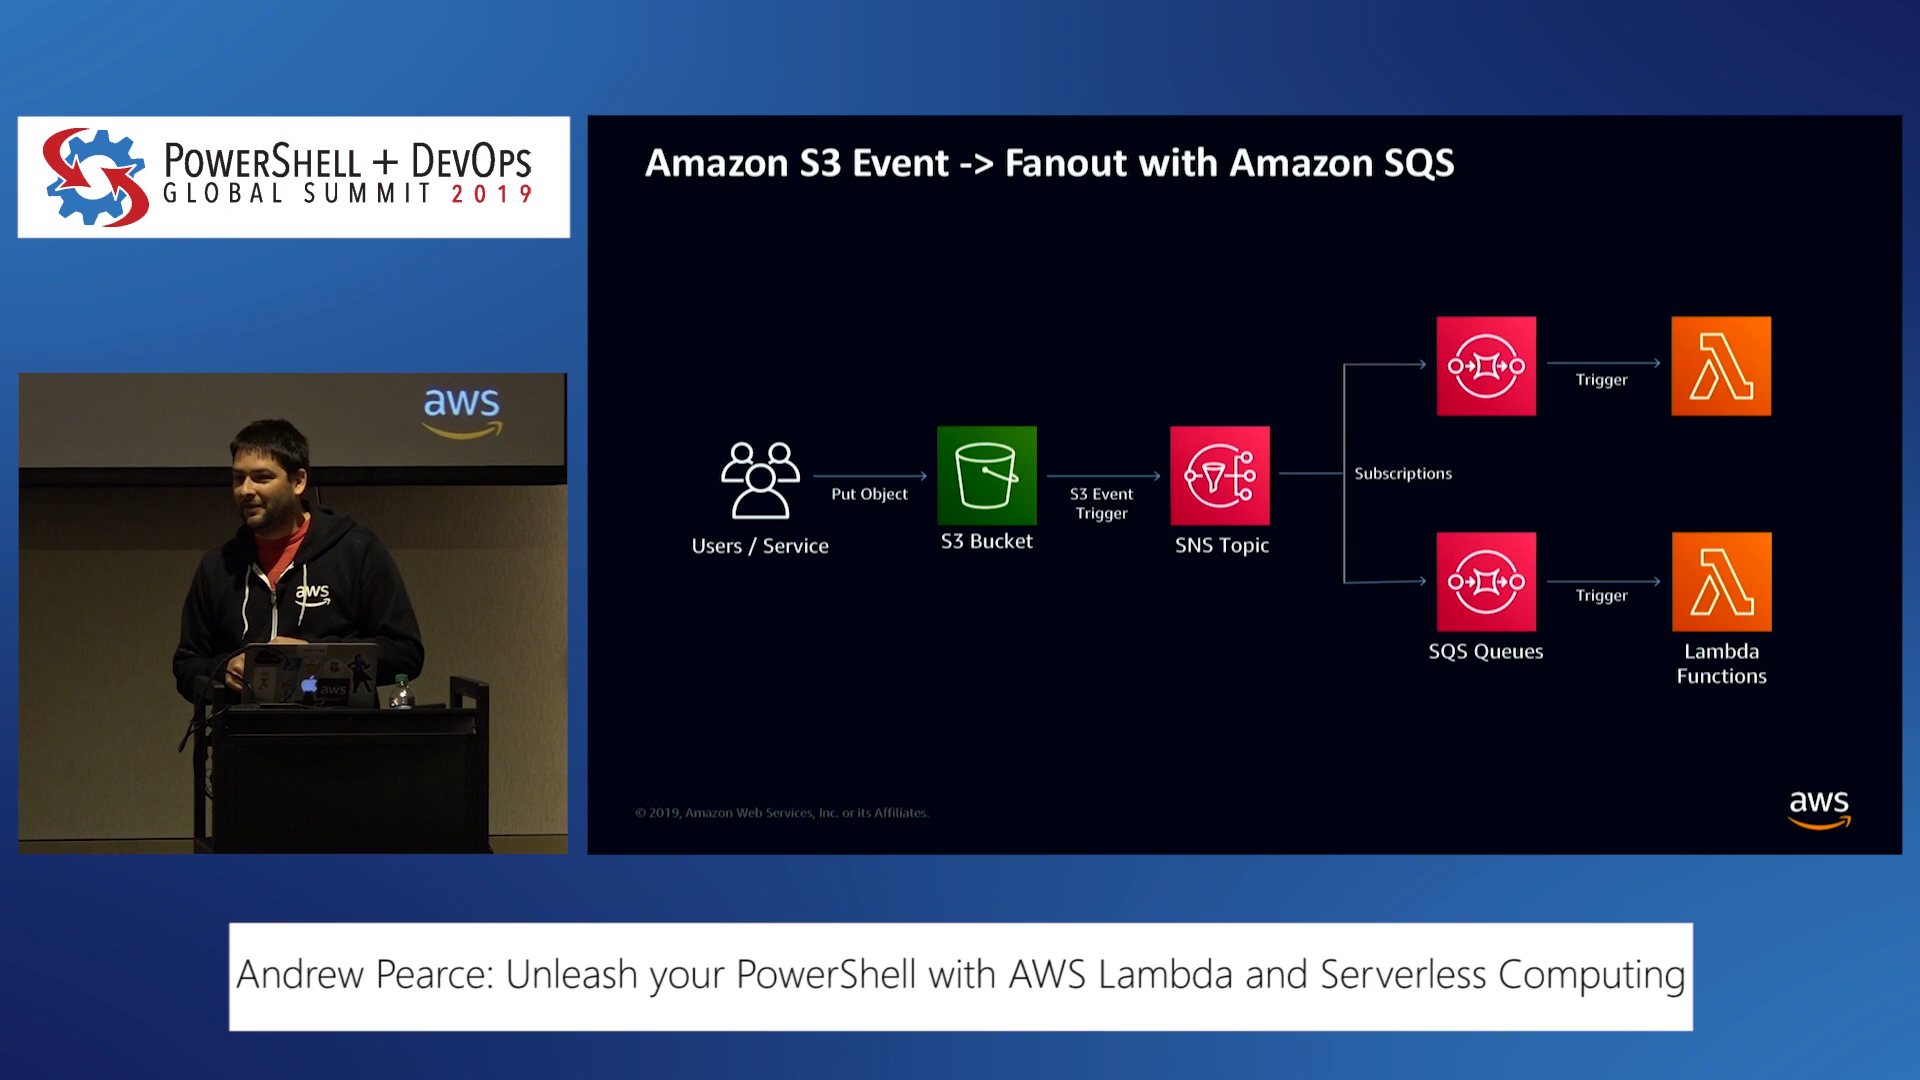 POWERSHELL + DEVOPS
GLOBAL SUMMIT 2019
aws
aws
aws
Amazon S3 Event -> Fanout with Amazon SQS
Users / Service
Put Object
S3 Bucket
S3 Event
Trigger
SNS Topic
Subscriptions
Trigger
Trigger
SQS Queues
Lambda
Functions
© 2019, Amazon Web Services, Inc. or its Affiliates.
aws
Andrew Pearce: Unleash your PowerShell with AWS Lambda and Serverless Computing